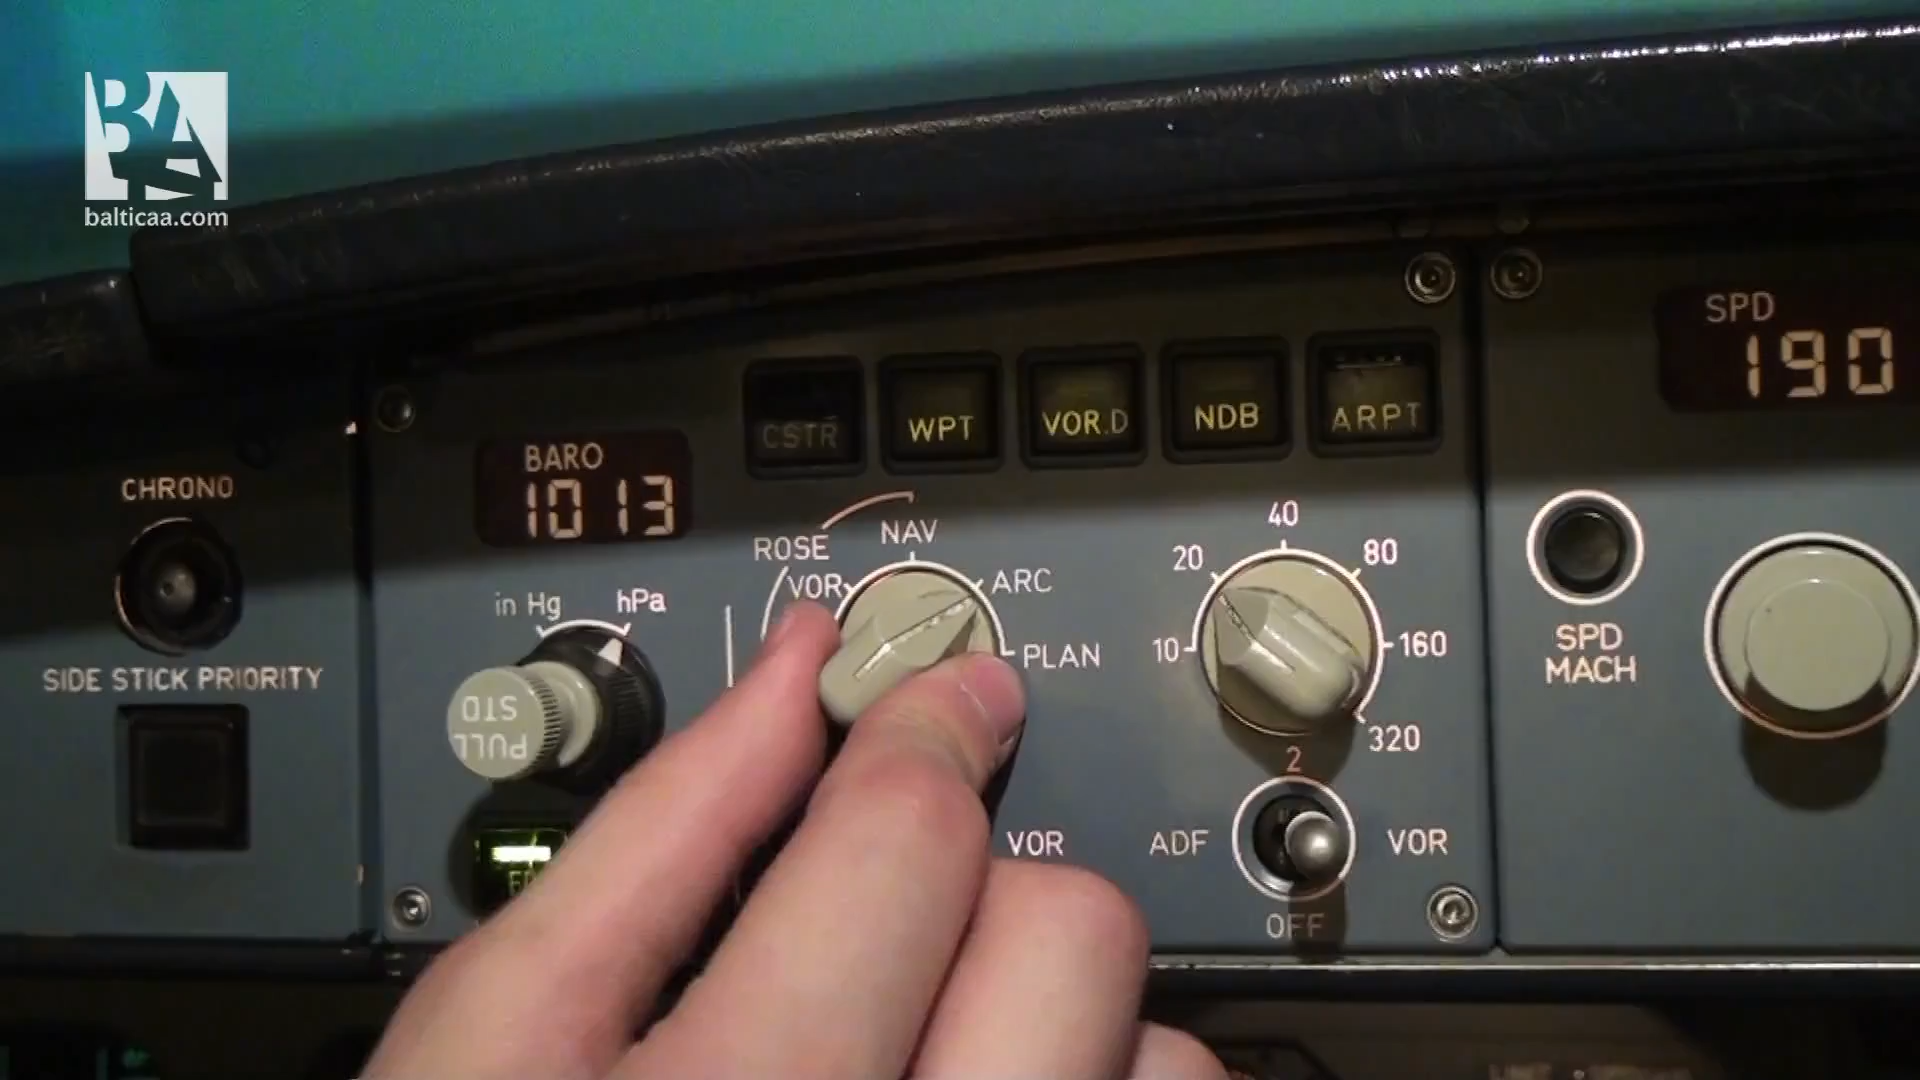 BA
balticaa.com
SPD
190
CSTR
WPT
VOR.D
NDB
ARPT
BARO
1013
CHRONO
in Hg
hPa
SIDE STICK PRIORITY
PULL
STD
ROSE
VOR
NAV
ARC
PLAN
10
20
40
80
160
320
SPD
MACH
VOR
2
ADF
VOR
OFF